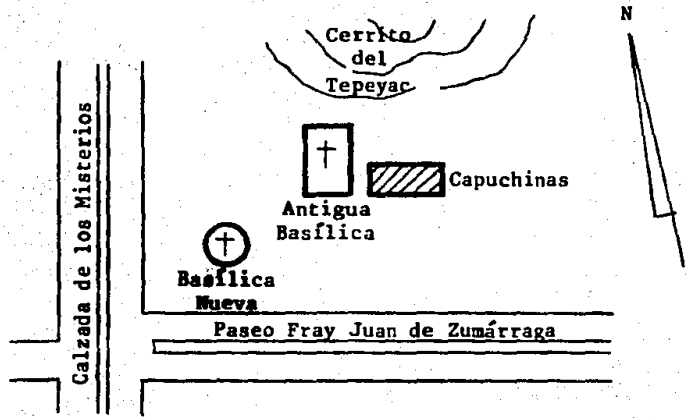 N
Cerrito
del
Tepeyac
Calzada de los Misterios
Capuchinas
Antigua
Basílica
Basílica
Nueva
Paseo Fray Juan de Zumárraga